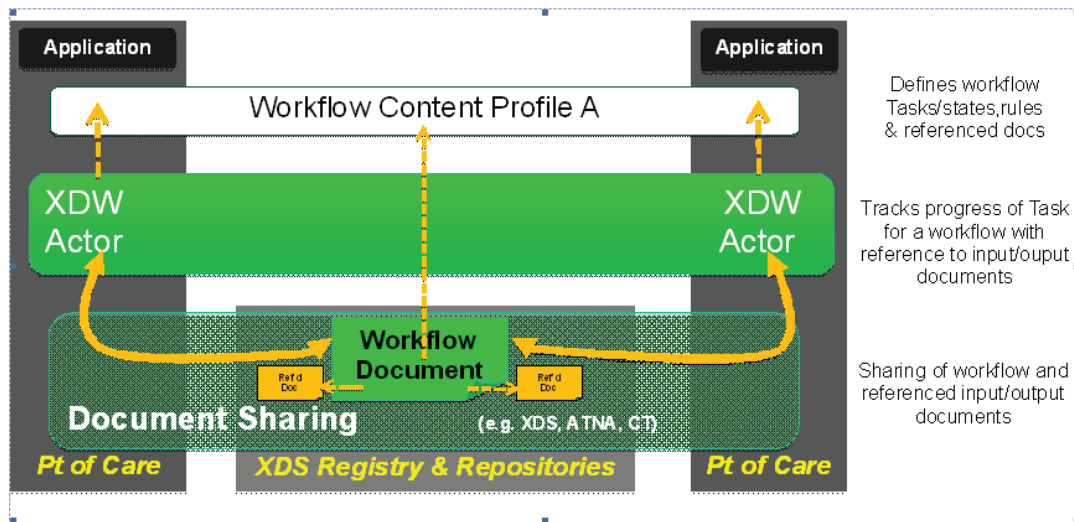 Application
Application
Workflow Content Profile A
Defines workflow
Tasks/states,rules
& referenced docs
XDW
Actor
XDW
Actor
Tracks progress of Task
for a workflow with
reference to input/ouput
documents
Workflow
Document
Ref'd
Doc
Ref'd
Doc
Document Sharing
(e.g. XDS, ATNA, CT)
Sharing of workflow and
referenced input/output
documents
Pt of Care
XDS Registry & Repositories
Pt of Care